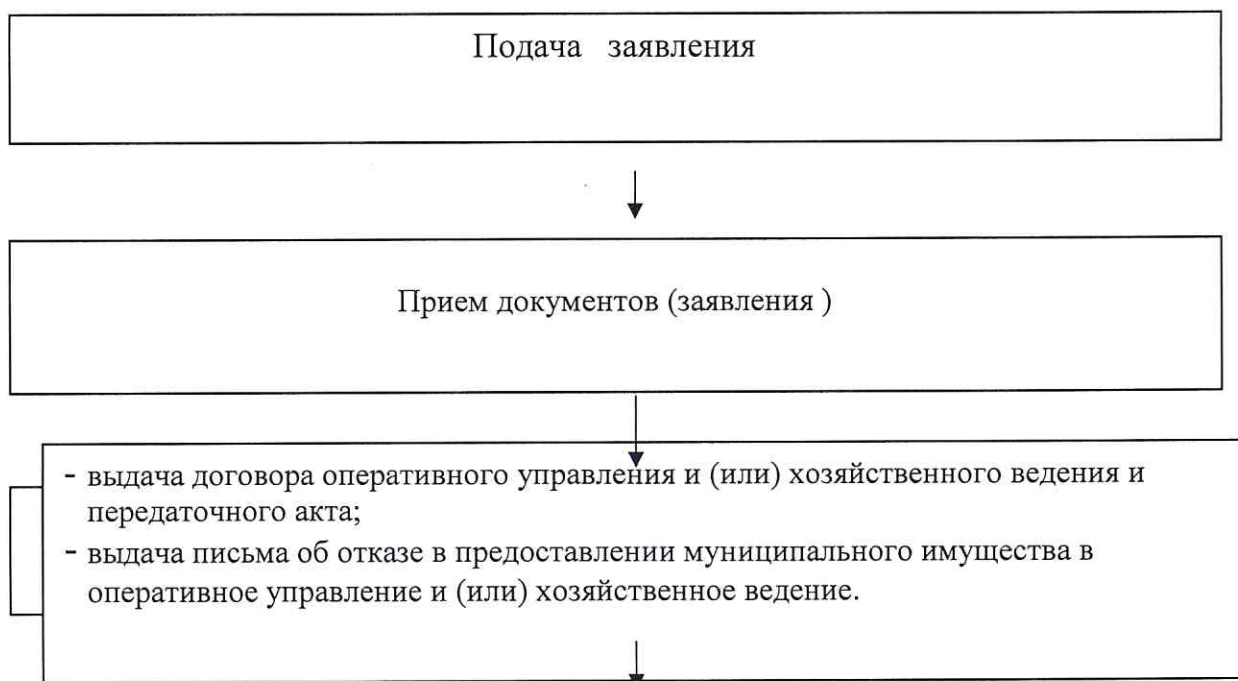 Подача заявления
Прием документов (заявления )
- выдача договора оперативного управления и (или) хозяйственного ведения и
передаточного акта;
- выдача письма об отказе в предоставлении муниципального имущества в
оперативное управление и (или) хозяйственное ведение.